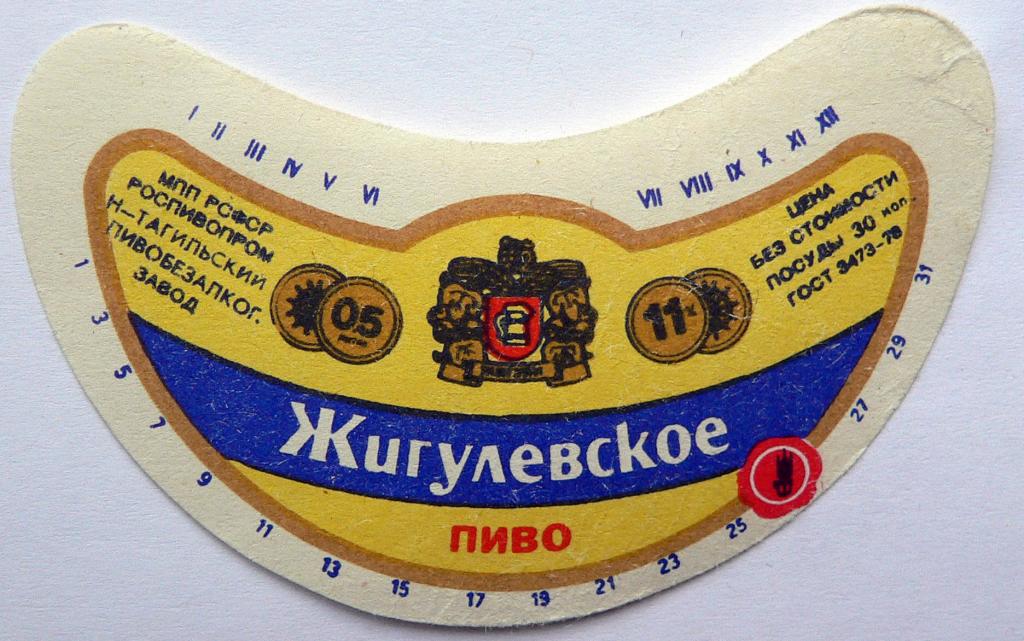 I II III IV V VI VII VIII IX X XI XII
МПП РСФСР
РОСПИВОПРОМ
Н-ТАГИЛЬСКИЙ
ПИВОБЕЗАЛКОГ.
ЗАВОД
0,5
11%
ЦЕНА
БЕЗ СТОИМОСТИ
ПОСУДЫ 30 коп.
ГОСТ 3473-78
Жигулевское
ПИВО
1 3 5 7 9 11 13 15 17 19 21 23 25 27 29 31